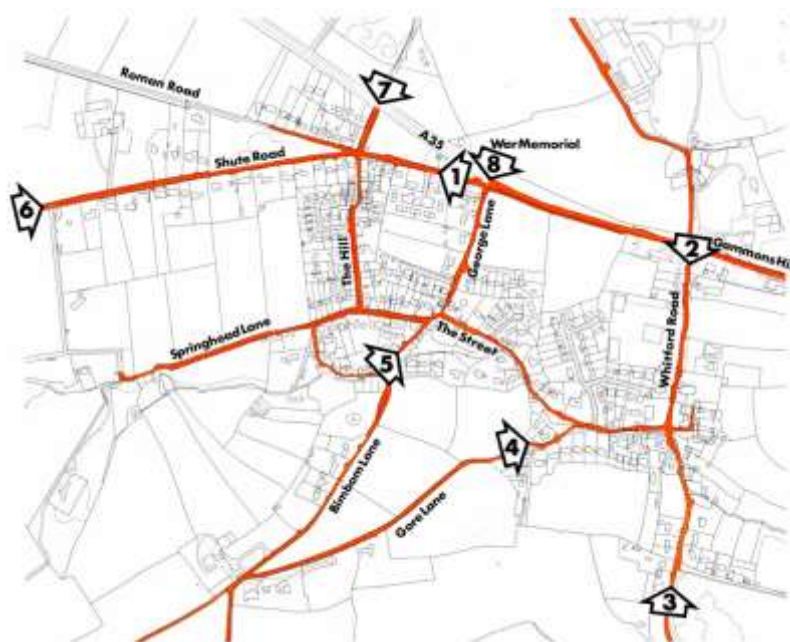 Roman Road
7
A35
War Memorial
Shute Road
1
8
6
George Lane
2
Gammons Hi
The Hill
Whitford Road
Springhead Lane
The Street
5
4
Bimbom Lane
Gore Lane
3